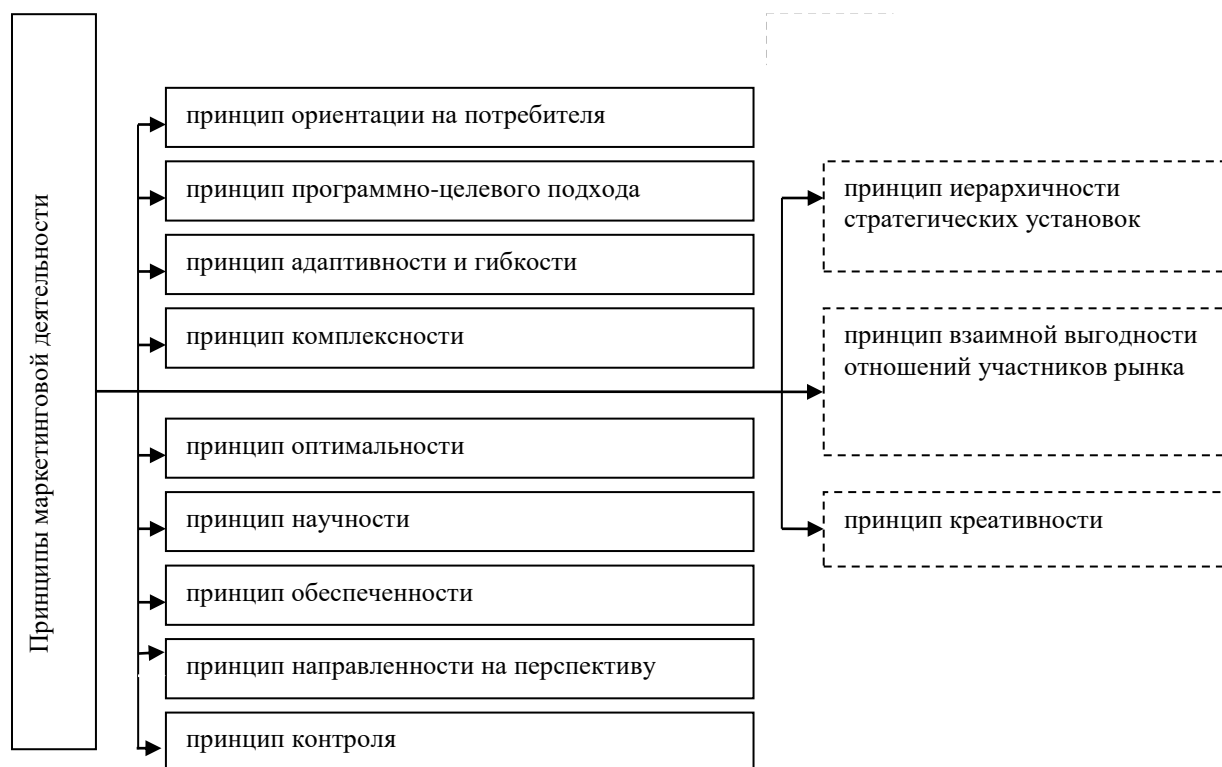 Принципы маркетинговой деятельности
принцип ориентации на потребителя
принцип программно-целевого подхода
принцип адаптивности и гибкости
принцип комплексности
принцип оптимальности
принцип научности
принцип обеспеченности
принцип направленности на перспективу
принцип контроля
принцип иерархичности
стратегических установок
принцип взаимной выгодности
отношений участников рынка
принцип креативности